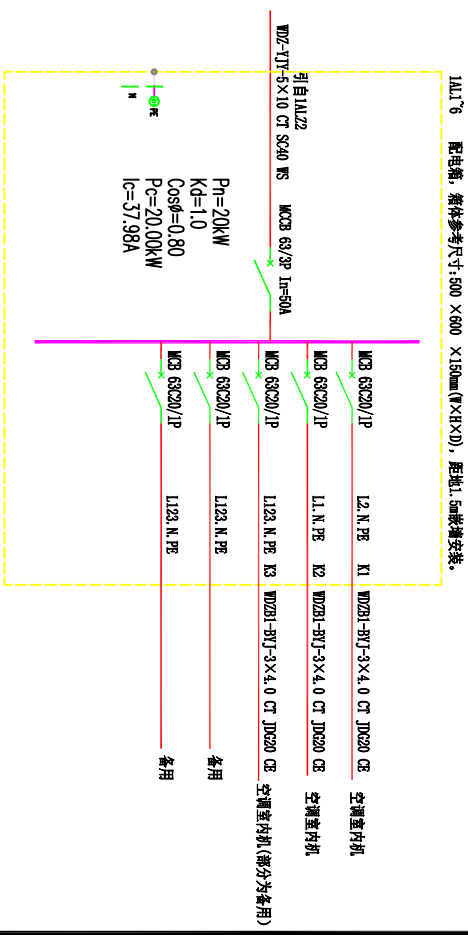 1AL1~6 配电箱，箱体参考尺寸:500 ×600 ×150mm(W×H×D)，距地1.5m嵌墙安装。
MCB 63C20/1P L2.N.PE K1 WDZB1-BYJ-3×4.0 CT JDG20 CE 空调室内机
MCB 63C20/1P L1.N.PE K2 WDZB1-BYJ-3×4.0 CT JDG20 CE 空调室内机
引自1ALZ2
WDZ-YJY-5×10 CT SC40 WS MCCB 63/3P In=50A
MCB 63C20/1P L123.N.PE K3 WDZB1-BYJ-3×4.0 CT JDG20 CE 空调室内机(部分为备用)
MCB 63C20/1P L123.N.PE 备用
MCB 63C20/1P L123.N.PE 备用
Pn=20kW
Kd=1.0
CosØ=0.80
Pc=20.00kW
Ic=37.98A
PE
N